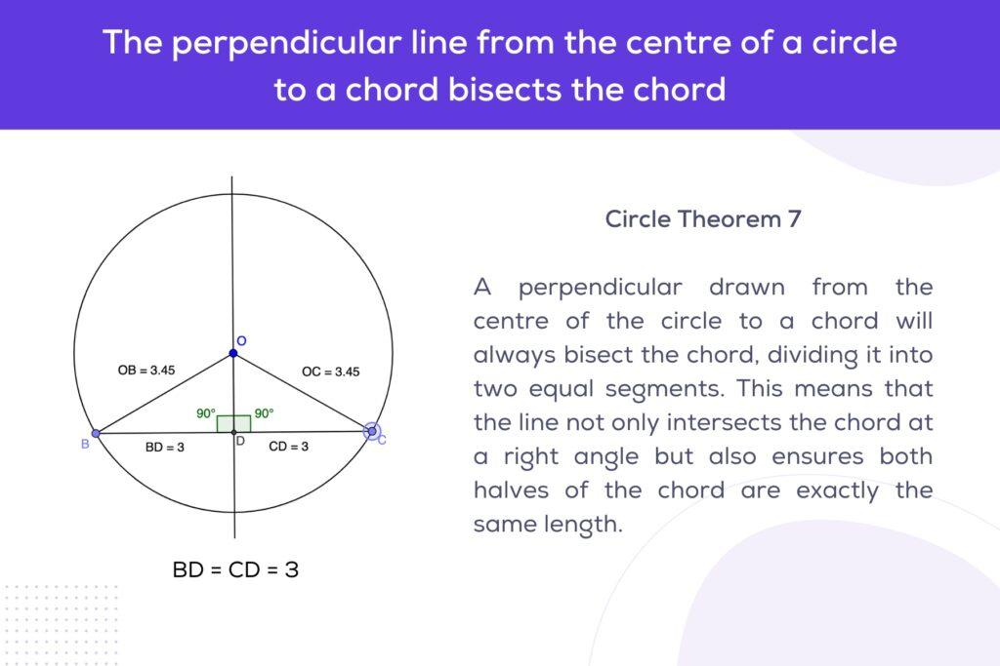 The perpendicular line from the centre of a circle
to a chord bisects the chord
Circle Theorem 7
A perpendicular drawn from the
centre of the circle to a chord will
always bisect the chord, dividing it into
two equal segments. This means that
the line not only intersects the chord at
a right angle but also ensures both
halves of the chord are exactly the
same length.
O
OB = 3.45
OC = 3.45
90°
90°
B
D
C
BD = 3
CD = 3
BD = CD = 3